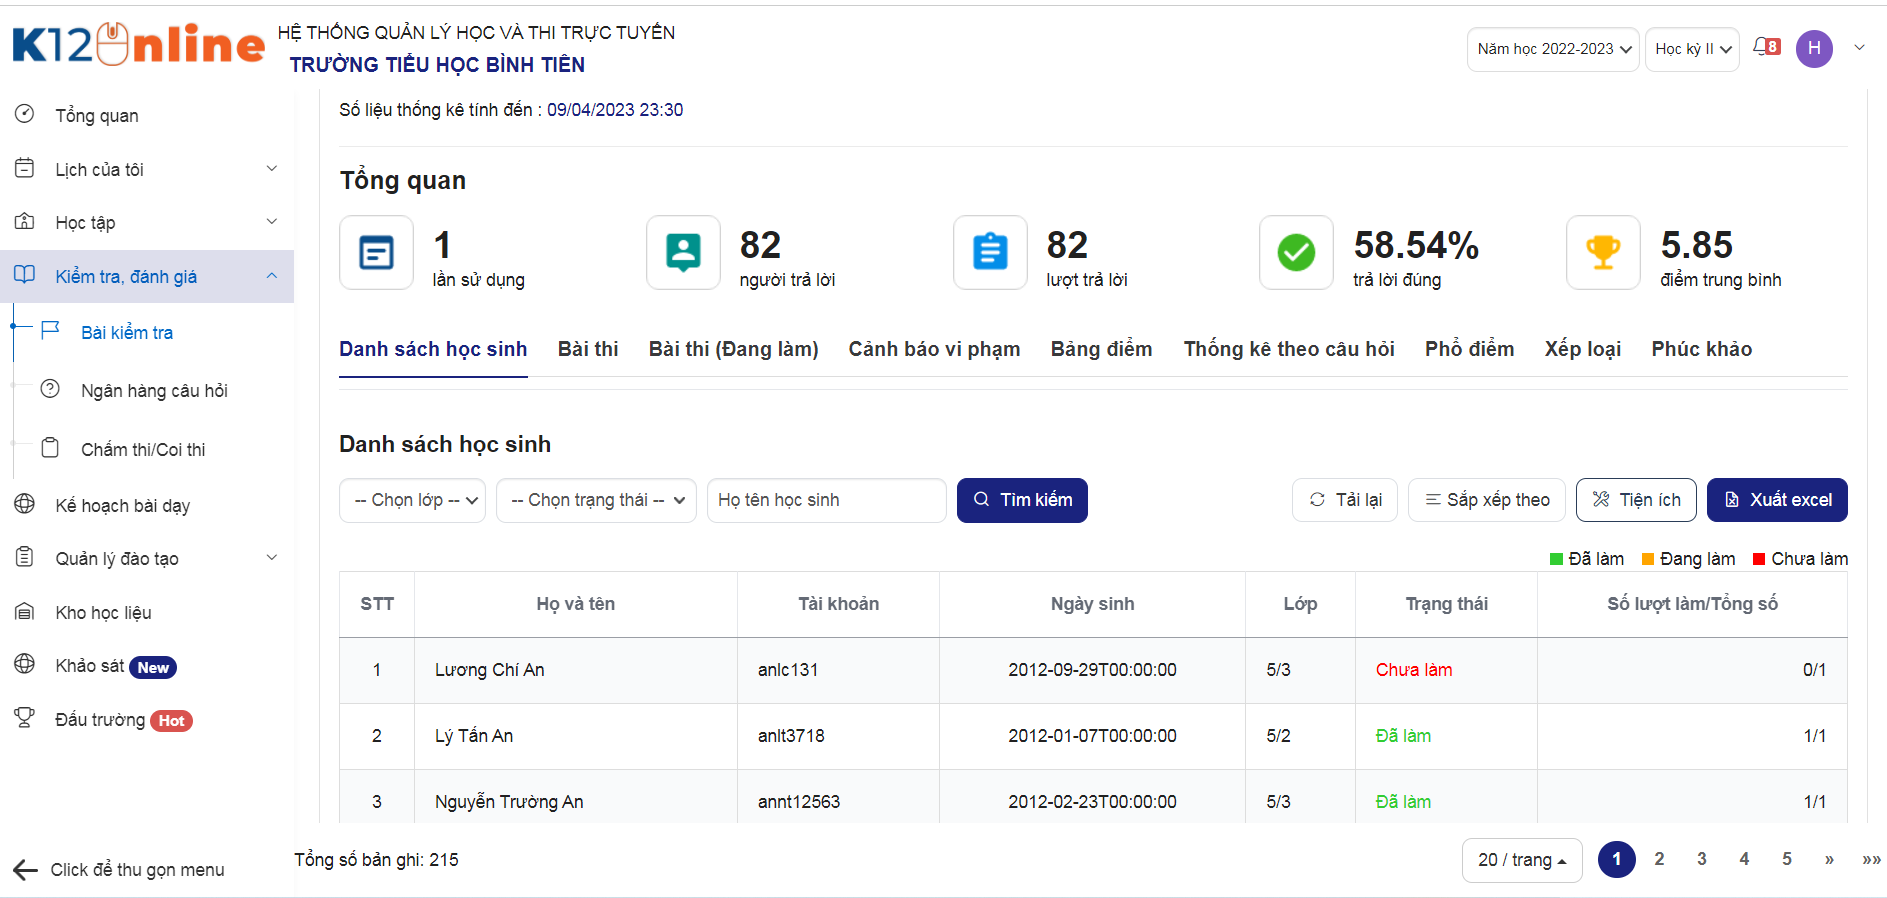 K12Online
HỆ THỐNG QUẢN LÝ HỌC VÀ THI TRỰC TUYẾN
TRƯỜNG TIỂU HỌC BÌNH TIÊN
Năm học 2022-2023
Học kỳ II
8
H
Tổng quan
Lịch của tôi
Học tập
Kiểm tra, đánh giá
Bài kiểm tra
Ngân hàng câu hỏi
Chấm thi/Coi thi
Kế hoạch bài dạy
Quản lý đào tạo
Kho học liệu
Khảo sát New
Đấu trường Hot
Click để thu gọn menu
Số liệu thống kê tính đến : 09/04/2023 23:30
Tổng quan
1
lần sử dụng
82
người trả lời
82
lượt trả lời
58.54%
trả lời đúng
5.85
điểm trung bình
Danh sách học sinh Bài thi Bài thi (Đang làm) Cảnh báo vi phạm Bảng điểm Thống kê theo câu hỏi Phổ điểm Xếp loại Phúc khảo
Danh sách học sinh
-- Chọn lớp -- -- Chọn trạng thái -- Họ tên học sinh Tìm kiếm Tải lại Sắp xếp theo Tiện ích Xuất excel
Đã làm Đang làm Chưa làm
STT Họ và tên Tài khoản Ngày sinh Lớp Trạng thái Số lượt làm/Tổng số
1 Lương Chí An anlc131 2012-09-29T00:00:00 5/3 Chưa làm 0/1
2 Lý Tấn An anlt3718 2012-01-07T00:00:00 5/2 Đã làm 1/1
3 Nguyễn Trường An annt12563 2012-02-23T00:00:00 5/3 Đã làm 1/1
Tổng số bản ghi: 215
20 / trang 1 2 3 4 5 » »»